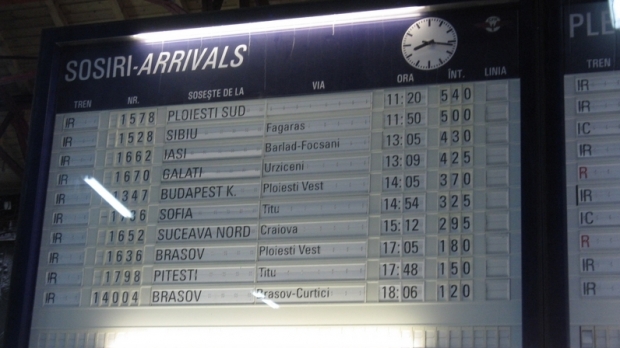 SOSIRI-ARRIVALS
TREN NR. SOSEŞTE DE LA VIA ORA ÎNT. LINIA
IR 1578 PLOIESTI SUD 11:20 540
IR 1528 SIBIU Fagaras 11:50 500
IR 1662 IASI Barlad-Focsani 13:05 430
IR 1670 GALATI Urziceni 13:09 425
IR 1347 BUDAPEST K. Ploiesti Vest 14:05 370
IR SOFIA Titu 14:54 325
IR 1652 SUCEAVA NORD Craiova 15:12 295
IR 1636 BRASOV Ploiesti Vest 17:05 180
IR 1798 PITESTI Titu 17:48 150
IR 14004 BRASOV Brasov-Curtici 18:06 120
PLE
TREN
IR
IR
IC
IR
R
IR
IC
R
IR
IR